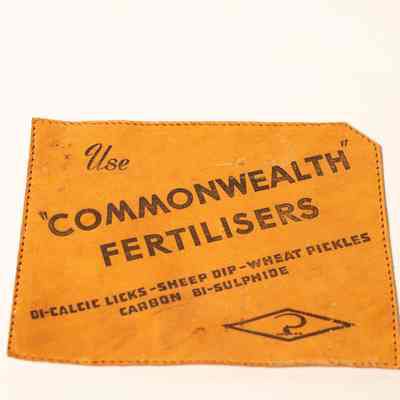 Use
"COMMONWEALTH"
FERTILISERS
DI-CALCIC LICKS-SHEEP DIP-WHEAT PICKLES
CARBON BI-SULPHIDE